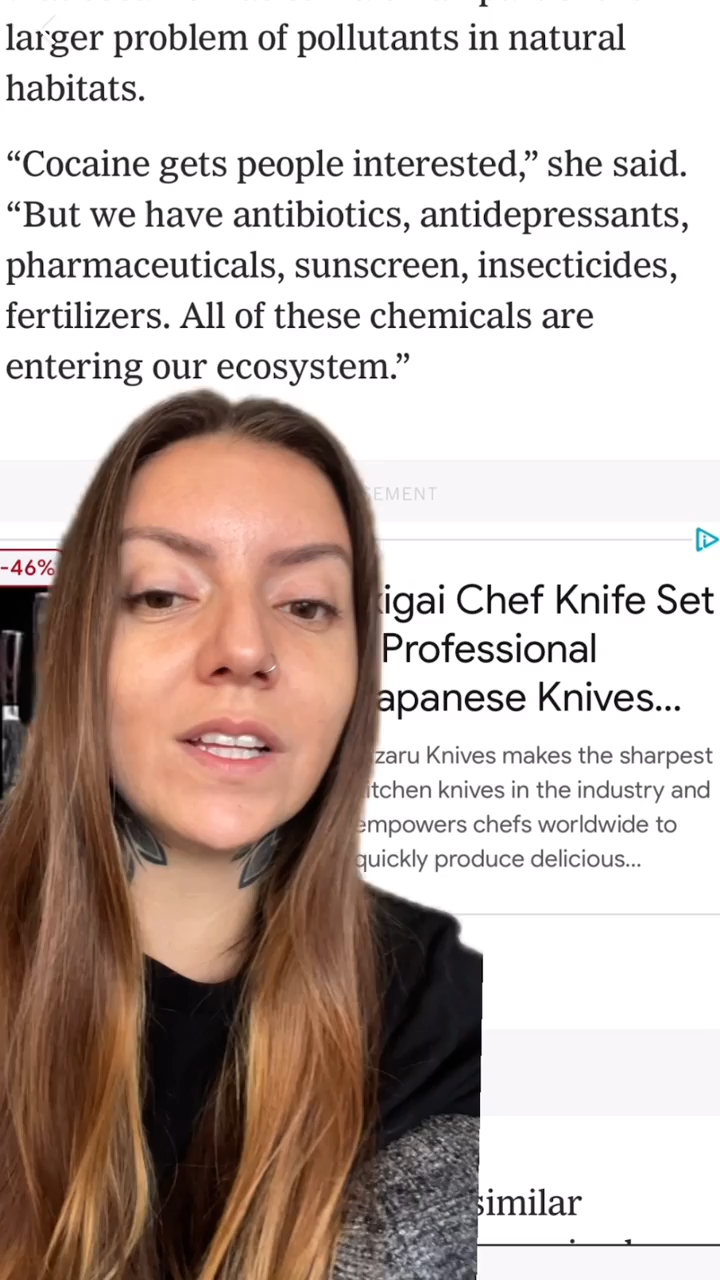 larger problem of pollutants in natural
habitats.
“Cocaine gets people interested,” she said.
“But we have antibiotics, antidepressants,
pharmaceuticals, sunscreen, insecticides,
fertilizers. All of these chemicals are
entering our ecosystem.”
EMENT
-46%
igai Chef Knife Set
Professional
apanese Knives...
zaru Knives makes the sharpest
itchen knives in the industry and
empowers chefs worldwide to
quickly produce delicious...
similar